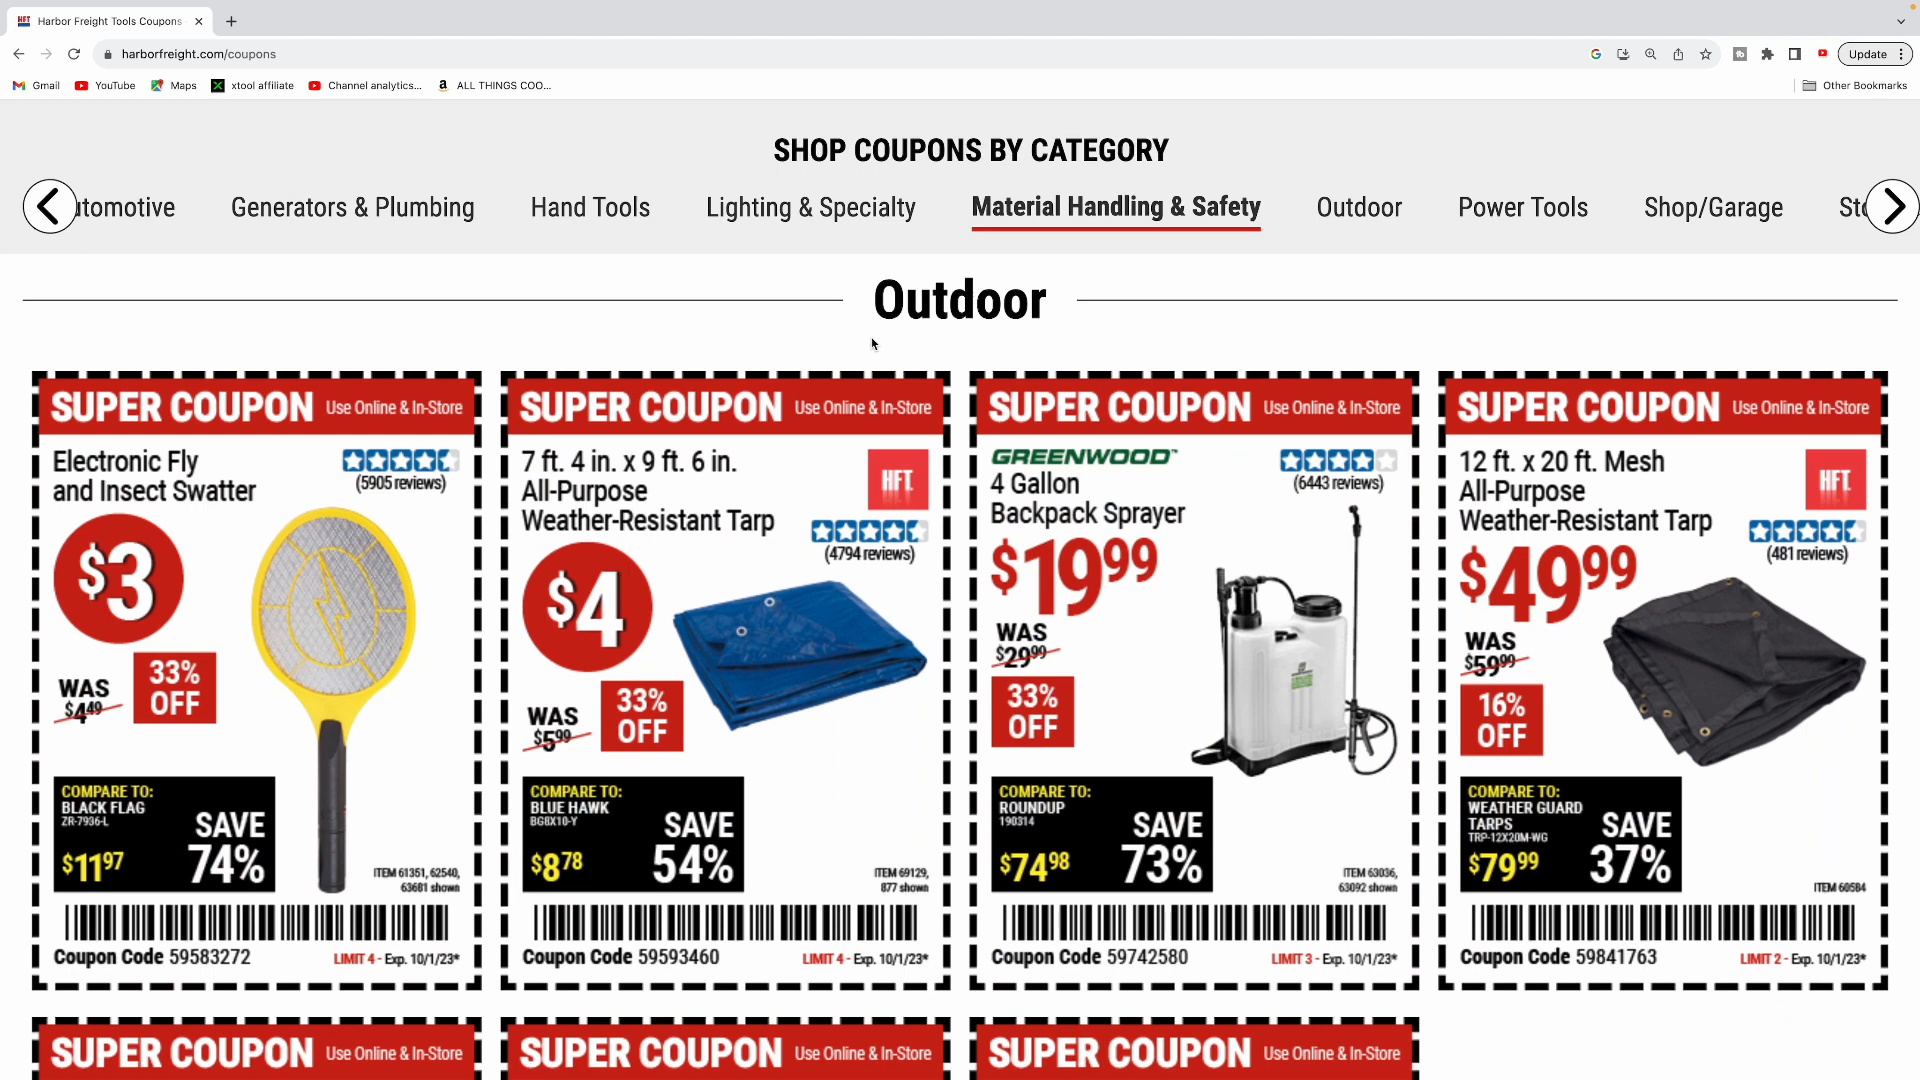 Harbor Freight Tools Coupons
harborfreight.com/coupons
Update
Gmail
YouTube
Maps
xtool affiliate
Channel analytics...
ALL THINGS COO...
Other Bookmarks
SHOP COUPONS BY CATEGORY
utomotive
Generators & Plumbing
Hand Tools
Lighting & Specialty
Material Handling & Safety
Outdoor
Power Tools
Shop/Garage
Outdoor
SUPER COUPON Use Online & In-Store
Electronic Fly
and Insect Swatter
(5905 reviews)
$3
WAS
$4.49
33%
OFF
COMPARE TO:
BLACK FLAG
ZR-7936-L
$11.97
SAVE
74%
ITEM 61351, 62540,
63681 shown
Coupon Code 59583272
LIMIT 4 - Exp. 10/1/23*
SUPER COUPON Use Online & In-Store
7 ft. 4 in. x 9 ft. 6 in.
All-Purpose
Weather-Resistant Tarp
HFT
(4794 reviews)
$4
WAS
$5.99
33%
OFF
COMPARE TO:
BLUE HAWK
BG8X10-Y
$8.78
SAVE
54%
ITEM 69129,
877 shown
Coupon Code 59593460
LIMIT 4 - Exp. 10/1/23*
SUPER COUPON Use Online & In-Store
GREENWOOD™
4 Gallon
Backpack Sprayer
(6443 reviews)
$19.99
WAS
$29.99
33%
OFF
COMPARE TO:
ROUNDUP
190314
$74.98
SAVE
73%
ITEM 63036,
63092 shown
Coupon Code 59742580
LIMIT 3 - Exp. 10/1/23*
SUPER COUPON Use Online & In-Store
12 ft. x 20 ft. Mesh
All-Purpose
Weather-Resistant Tarp
HFT
(481 reviews)
$49.99
WAS
$59.99
16%
OFF
COMPARE TO:
WEATHER GUARD
TARPS
TRP-12X20M-WG
$79.99
SAVE
37%
ITEM 60584
Coupon Code 59841763
LIMIT 2 - Exp. 10/1/23*
SUPER COUPON Use Online & In-Store
SUPER COUPON Use Online & In-Store
SUPER COUPON Use Online & In-Store